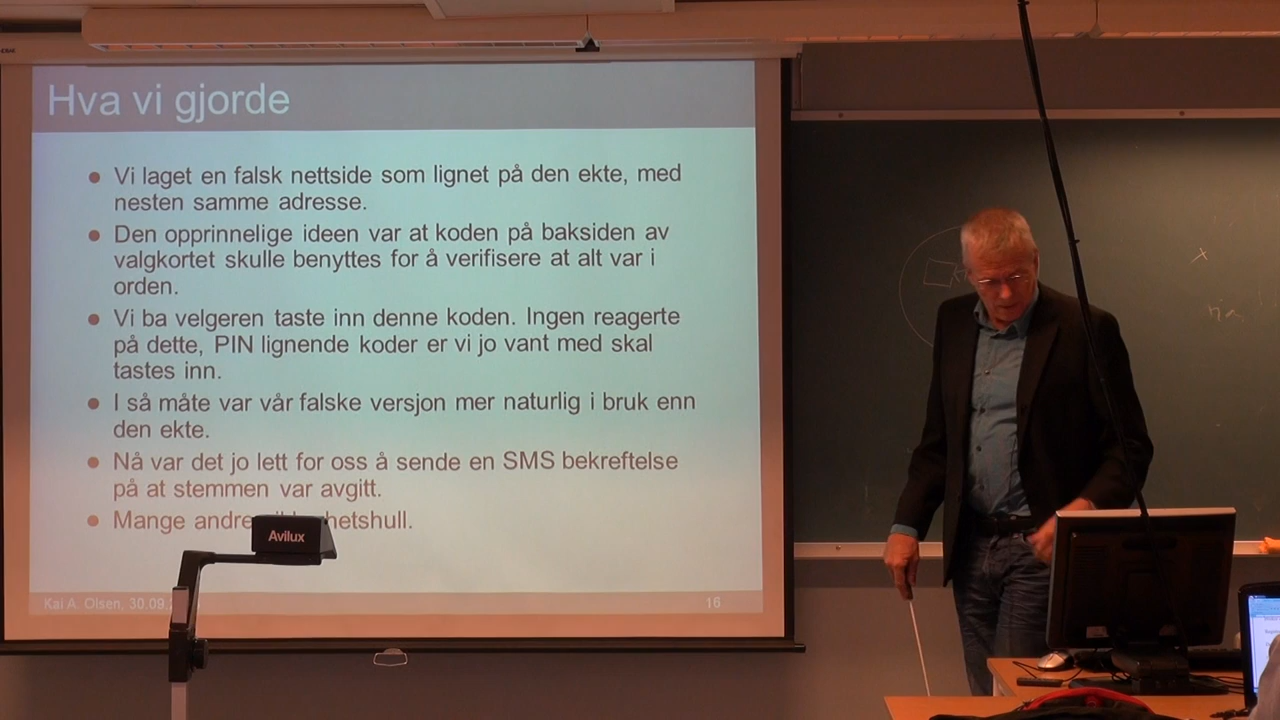 Hva vi gjorde
Vi laget en falsk nettside som lignet på den ekte, med
nesten samme adresse.
Den opprinnelige ideen var at koden på baksiden av
valgkortet skulle benyttes for å verifisere at alt var i
orden.
Vi ba velgeren taste inn denne koden. Ingen reagerte
på dette, PIN lignende koder er vi jo vant med skal
tastes inn.
I så måte var vår falske versjon mer naturlig i bruk enn
den ekte.
Nå var det jo lett for oss å sende en SMS bekreftelse
på at stemmen var avgitt.
Mange andre
Avilux
Kai A. Olsen, 30.09.
16
x